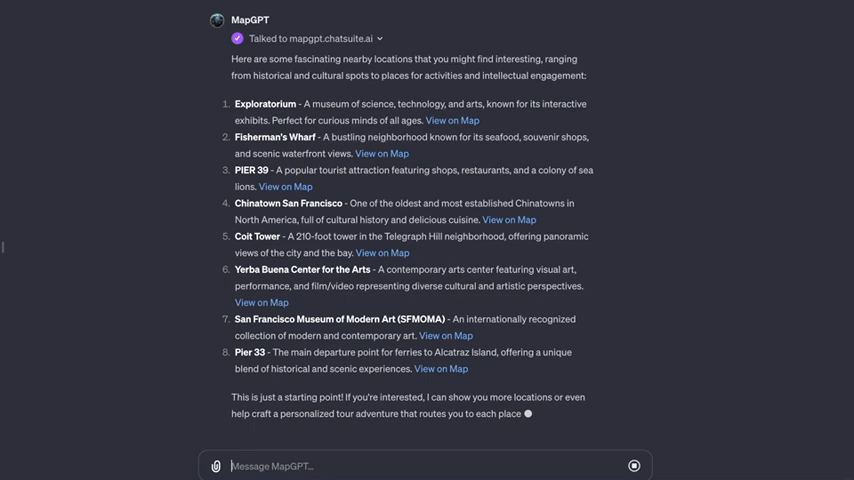 MapGPT
Talked to mapgpt.chatsuite.ai
Here are some fascinating nearby locations that you might find interesting, ranging
from historical and cultural spots to places for activities and intellectual engagement:
1. Exploratorium - A museum of science, technology, and arts, known for its interactive
exhibits. Perfect for curious minds of all ages. View on Map
2. Fisherman's Wharf - A bustling neighborhood known for its seafood, souvenir shops,
and scenic waterfront views. View on Map
3. PIER 39 - A popular tourist attraction featuring shops, restaurants, and a colony of sea
lions. View on Map
4. Chinatown San Francisco - One of the oldest and most established Chinatowns in
North America, full of cultural history and delicious cuisine. View on Map
5. Coit Tower - A 210-foot tower in the Telegraph Hill neighborhood, offering panoramic
views of the city and the bay. View on Map
6. Yerba Buena Center for the Arts - A contemporary arts center featuring visual art,
performance, and film/video representing diverse cultural and artistic perspectives.
View on Map
7. San Francisco Museum of Modern Art (SFMOMA) - An internationally recognized
collection of modern and contemporary art. View on Map
8. Pier 33 - The main departure point for ferries to Alcatraz Island, offering a unique
blend of historical and scenic experiences. View on Map
This is just a starting point! If you're interested, I can show you more locations or even
help craft a personalized tour adventure that routes you to each place
Message MapGPT...